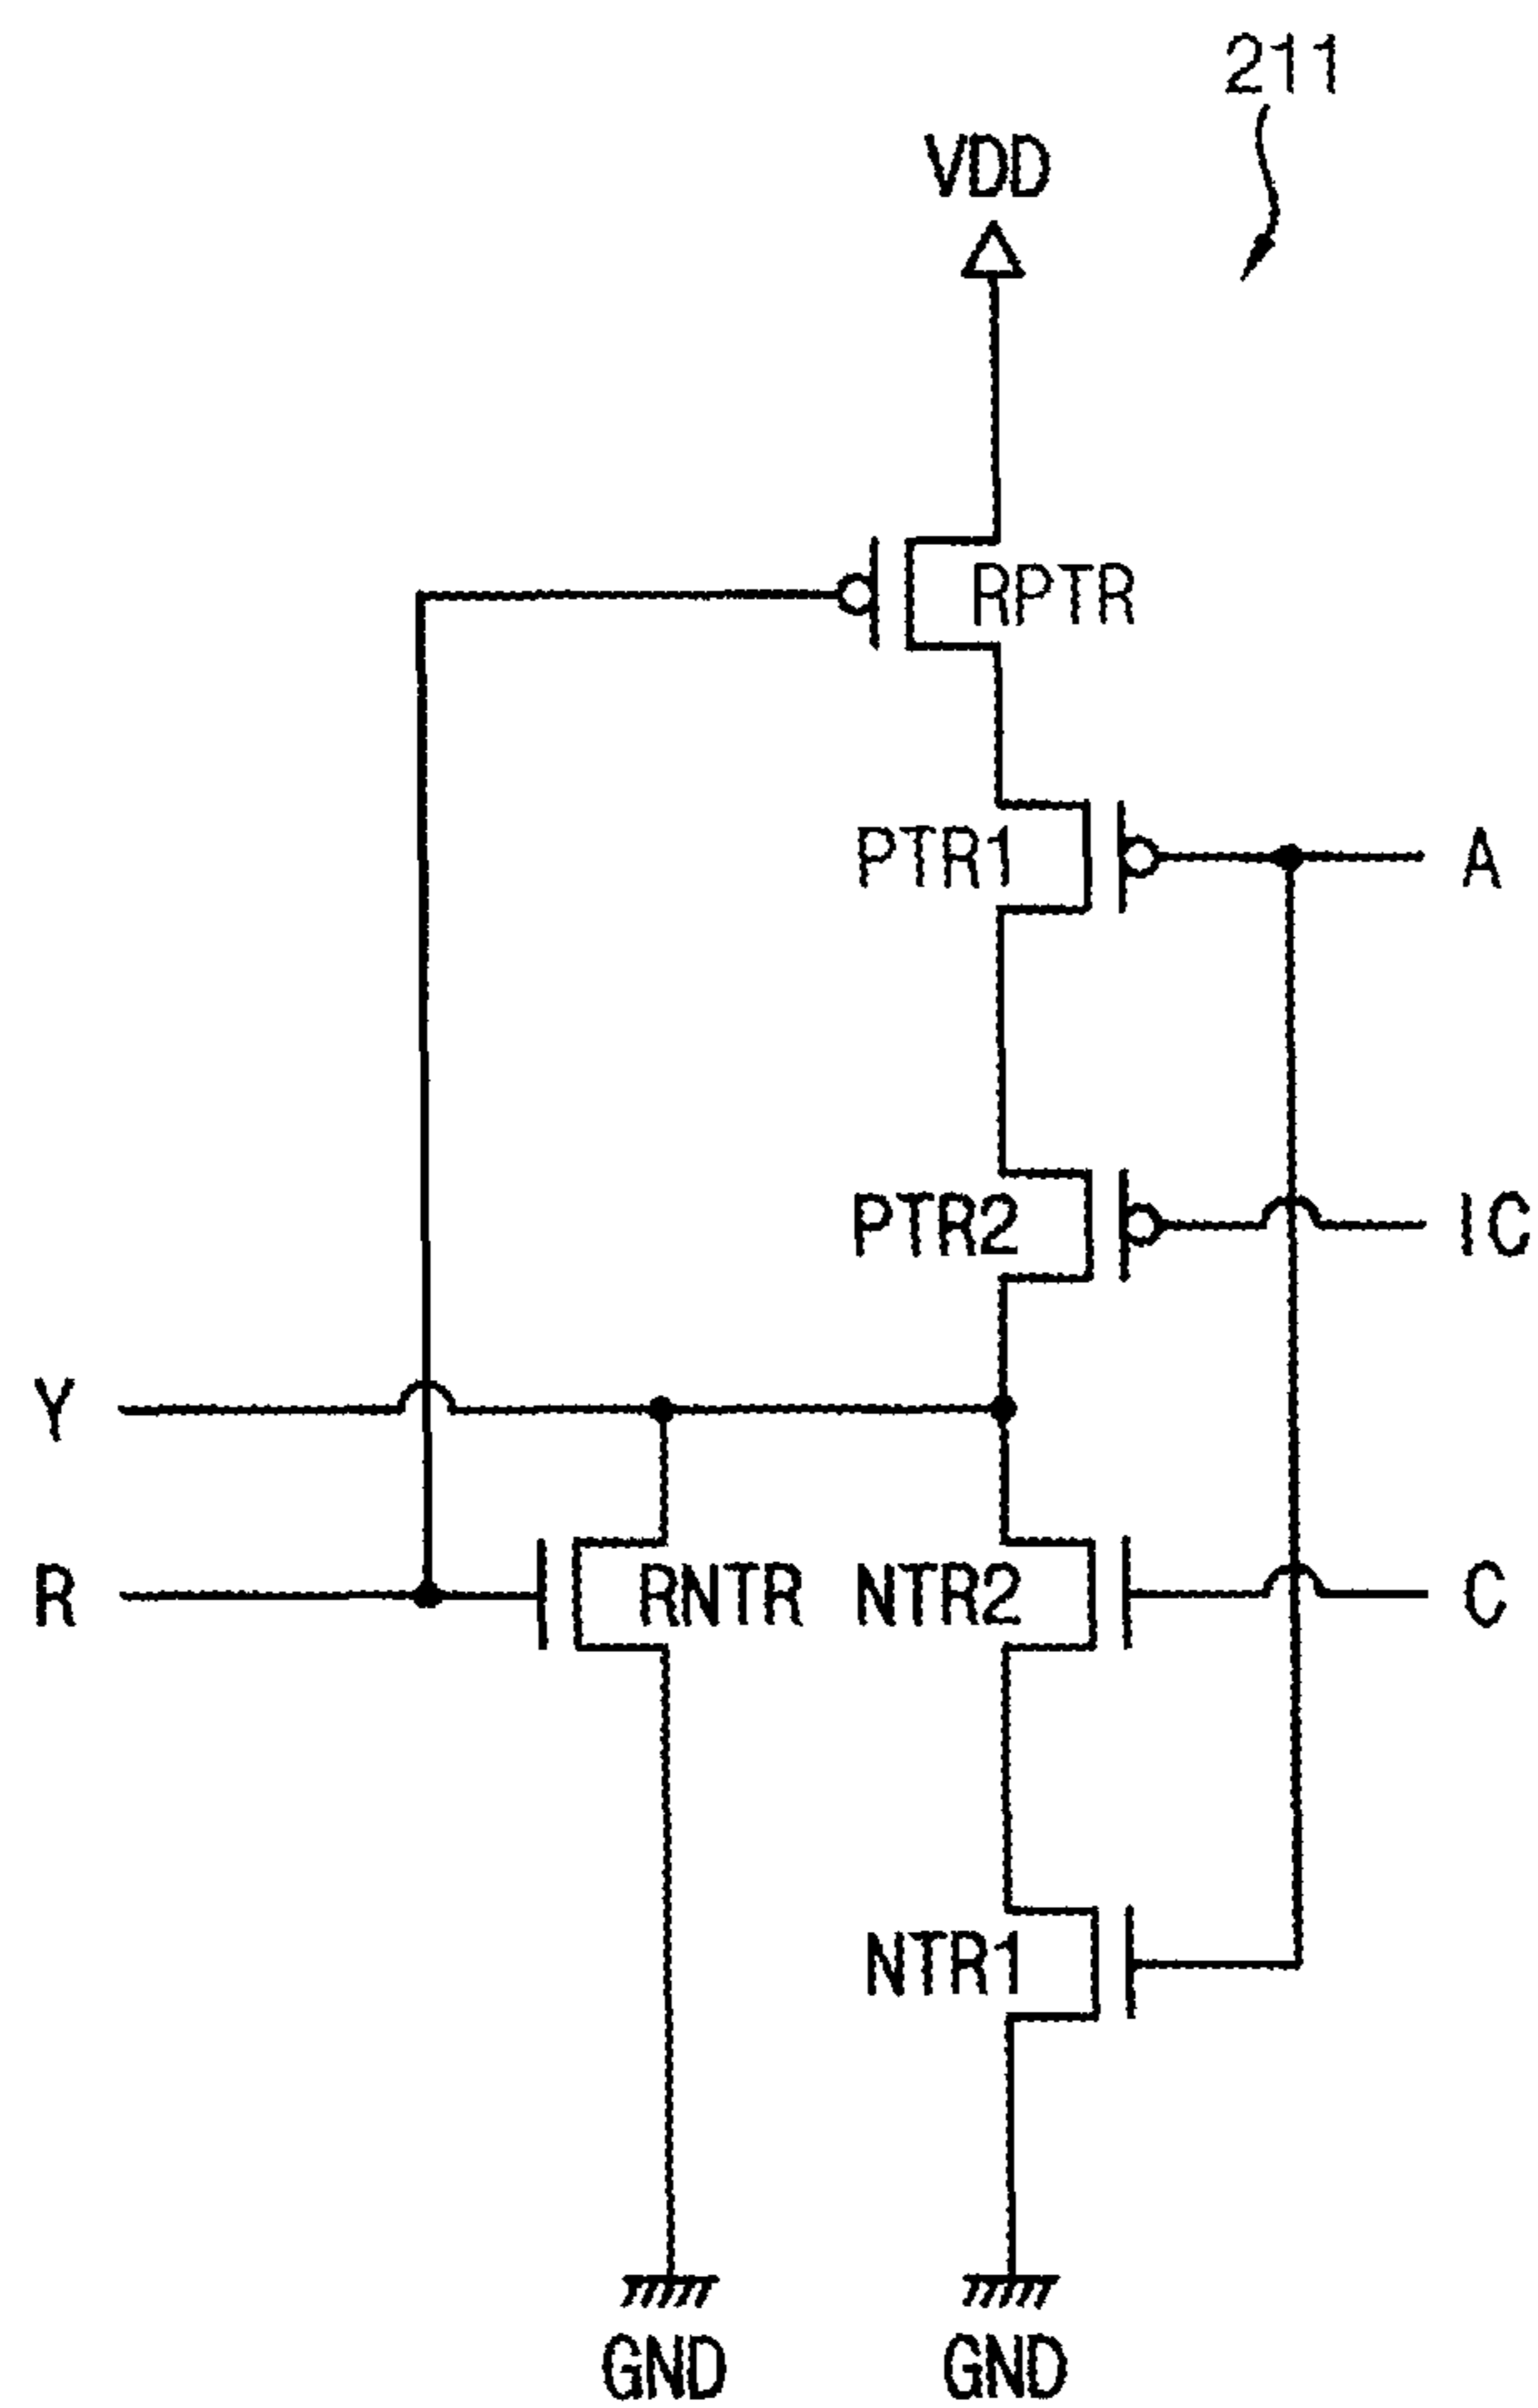 211
VDD
RPTR
PTR1
A
PTR2
IC
Y
R
RNTR
NTR2
C
NTR1
GND
GND